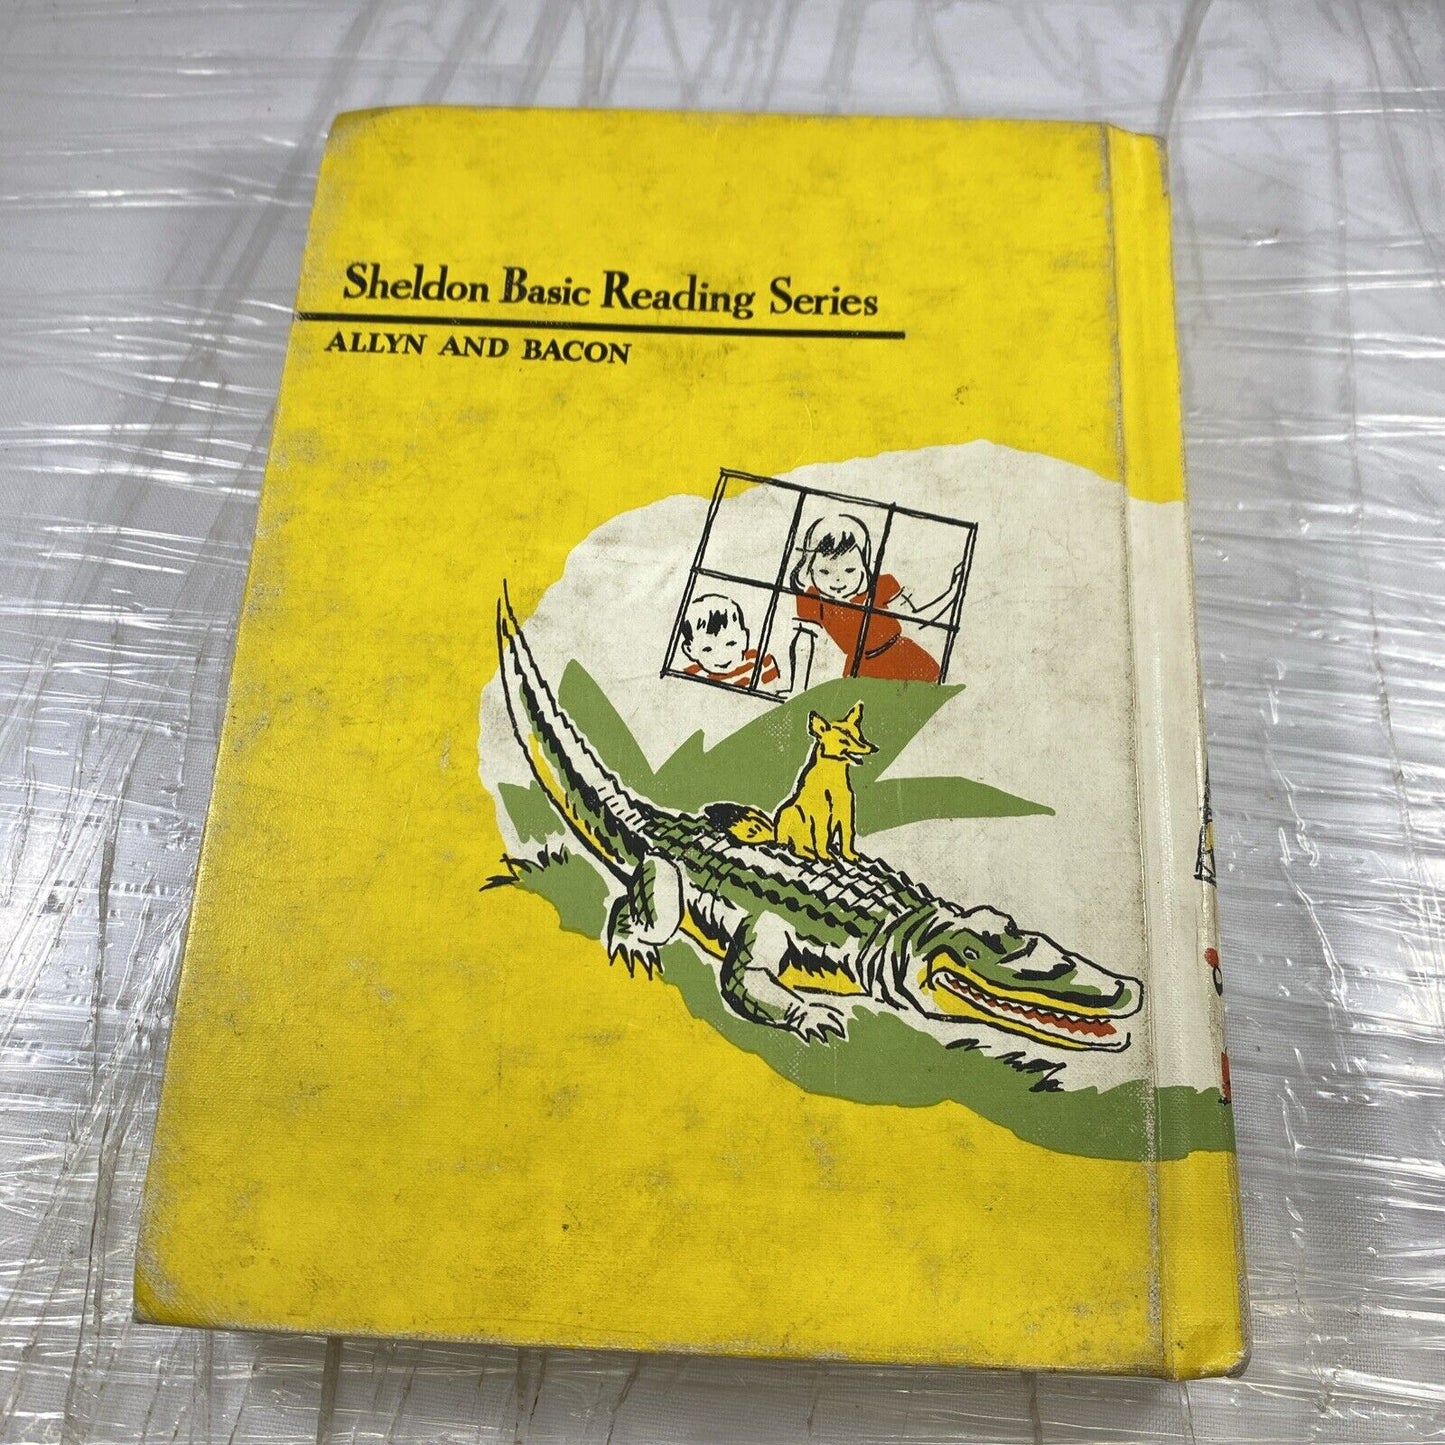 Sheldon Basic Reading Series
ALLYN AND BACON